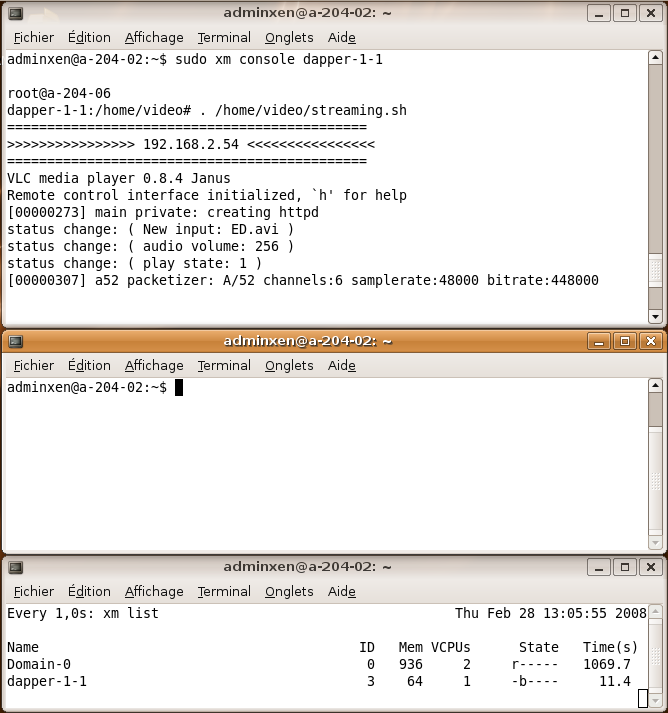 adminxen@a-204-02: ~
Fichier Édition Affichage Terminal Onglets Aide
adminxen@a-204-02:~$ sudo xm console dapper-1-1
root@a-204-06
dapper-1-1:/home/video# . /home/video/streaming.sh
=============================================
>>>>>>>>>>>>>>>> 192.168.2.54 <<<<<<<<<<<<<<<<
=============================================
VLC media player 0.8.4 Janus
Remote control interface initialized, `h' for help
[00000273] main private: creating httpd
status change: ( New input: ED.avi )
status change: ( audio volume: 256 )
status change: ( play state: 1 )
[00000307] a52 packetizer: A/52 channels:6 samplerate:48000 bitrate:448000
adminxen@a-204-02: ~
Fichier Édition Affichage Terminal Onglets Aide
adminxen@a-204-02:~$
adminxen@a-204-02: ~
Fichier Édition Affichage Terminal Onglets Aide
Every 1,0s: xm list Thu Feb 28 13:05:55 2008
Name ID Mem VCPUs State Time(s)
Domain-0 0 936 2 r----- 1069.7
dapper-1-1 3 64 1 -b---- 11.4